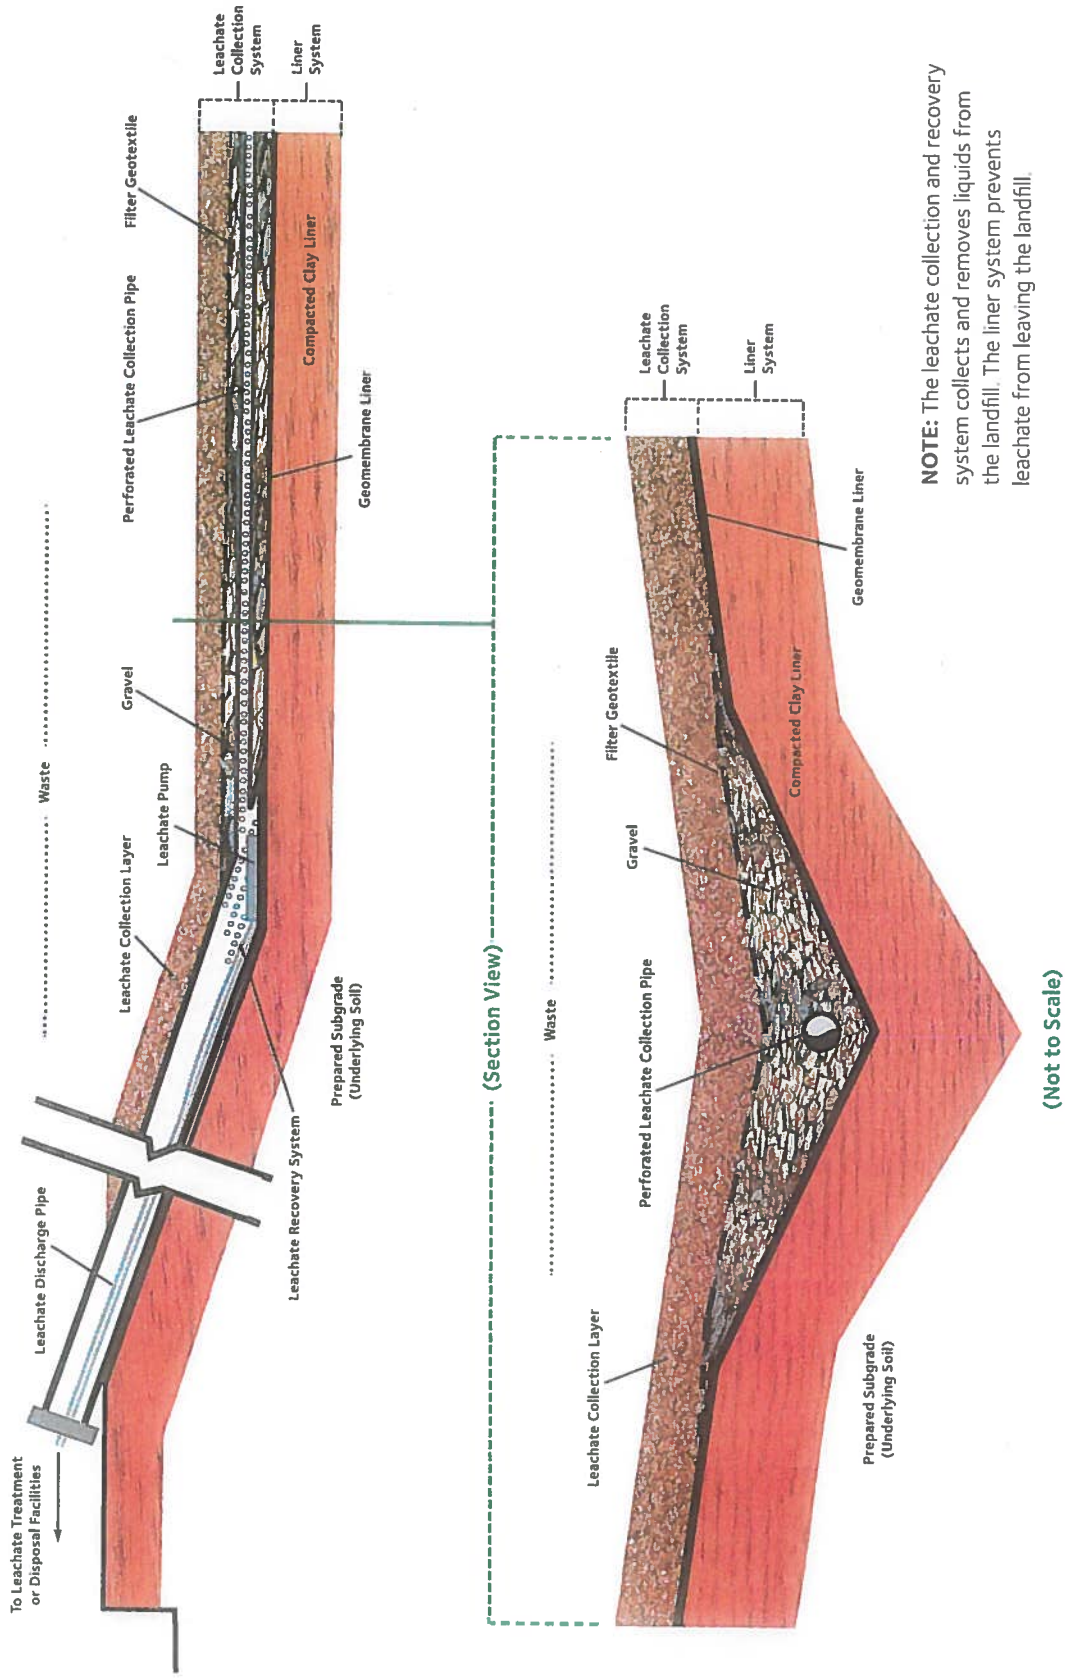 To Leachate Treatment
or Disposal Facilities
Leachate Discharge Pipe
Waste
Leachate Collection Layer
Leachate Pump
Gravel
Perforated Leachate Collection Pipe
Filter Geotextile
Leachate
Collection
System
Liner
System
Compacted Clay Liner
Geomembrane Liner
Prepared Subgrade
(Underlying Soil)
Leachate Recovery System
(Section View)
Waste
Leachate Collection Layer
Perforated Leachate Collection Pipe
Gravel
Filter Geotextile
Leachate
Collection
System
Liner
System
Compacted Clay Liner
Geomembrane Liner
Prepared Subgrade
(Underlying Soil)
(Not to Scale)
NOTE: The leachate collection and recovery
system collects and removes liquids from
the landfill. The liner system prevents
leachate from leaving the landfill.